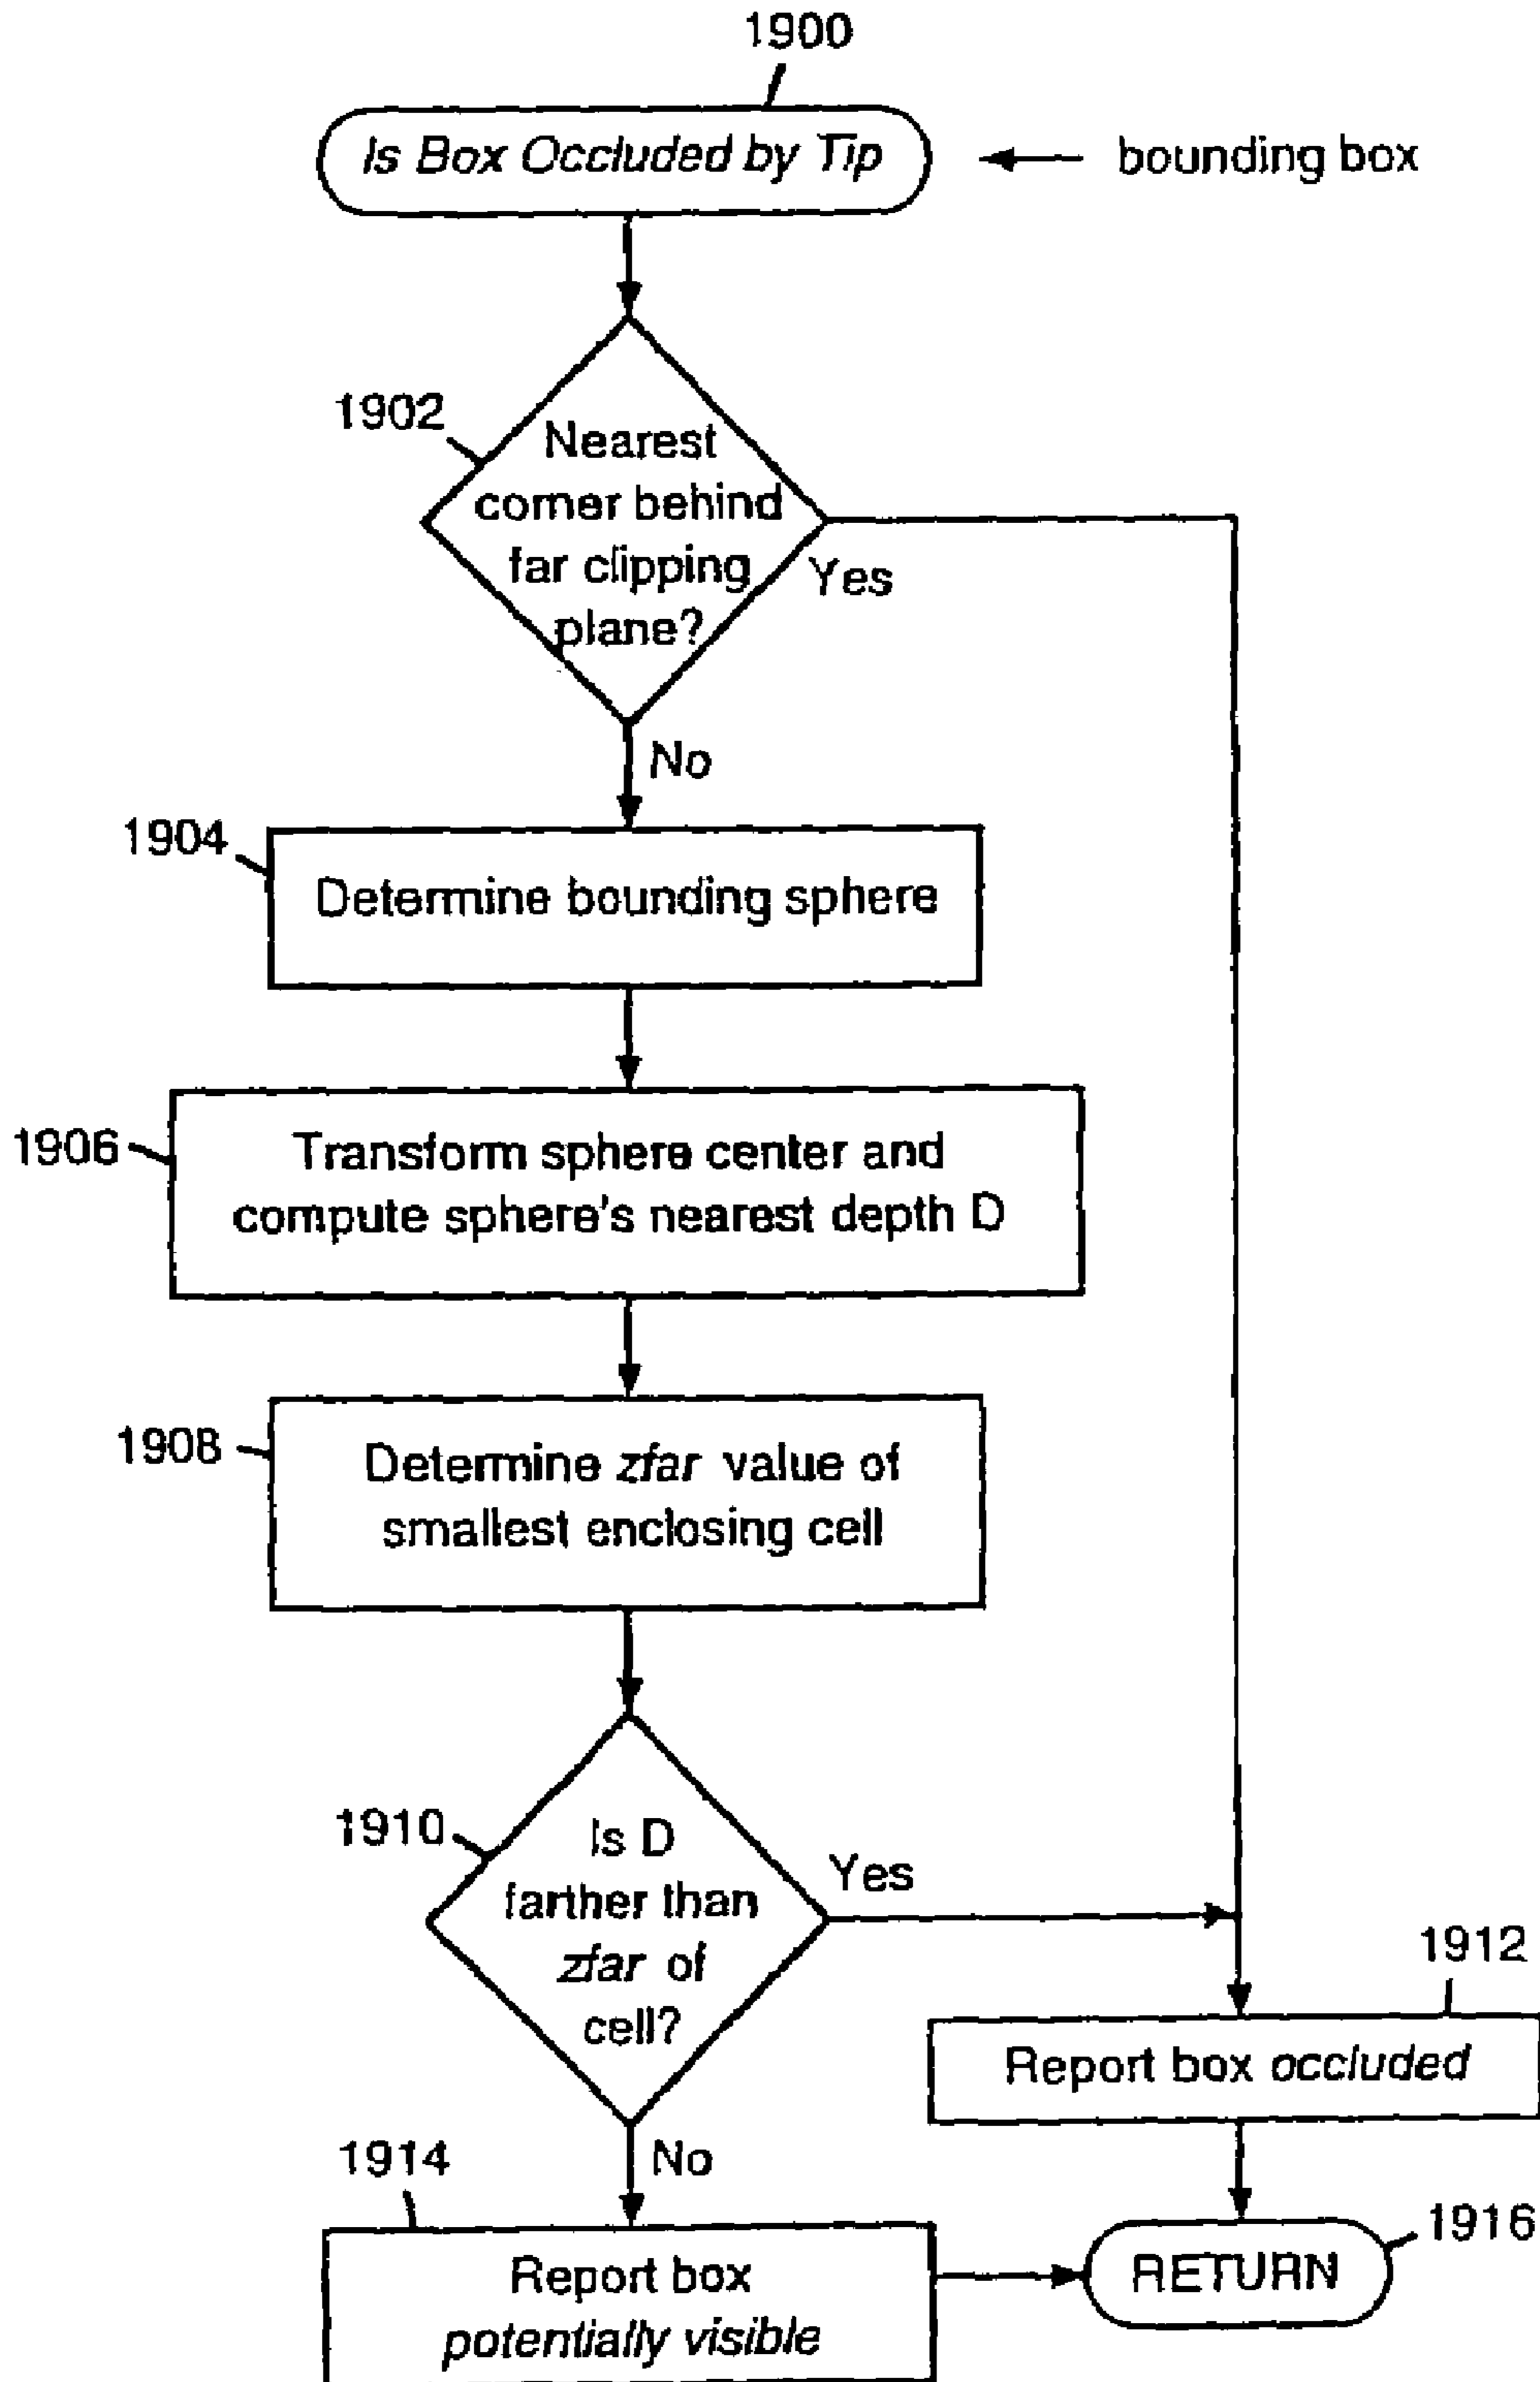 1900
Is Box Occluded by Tip
bounding box
1902
Nearest
corner behind
far clipping
plane?
Yes
No
1904
Determine bounding sphere
1906
Transform sphere center and
compute sphere's nearest depth D
1908
Determine zfar value of
smallest enclosing cell
1910
Is D
farther than
zfar of
cell?
Yes
1912
Report box occluded
No
1914
Report box
potentially visible
1916
RETURN